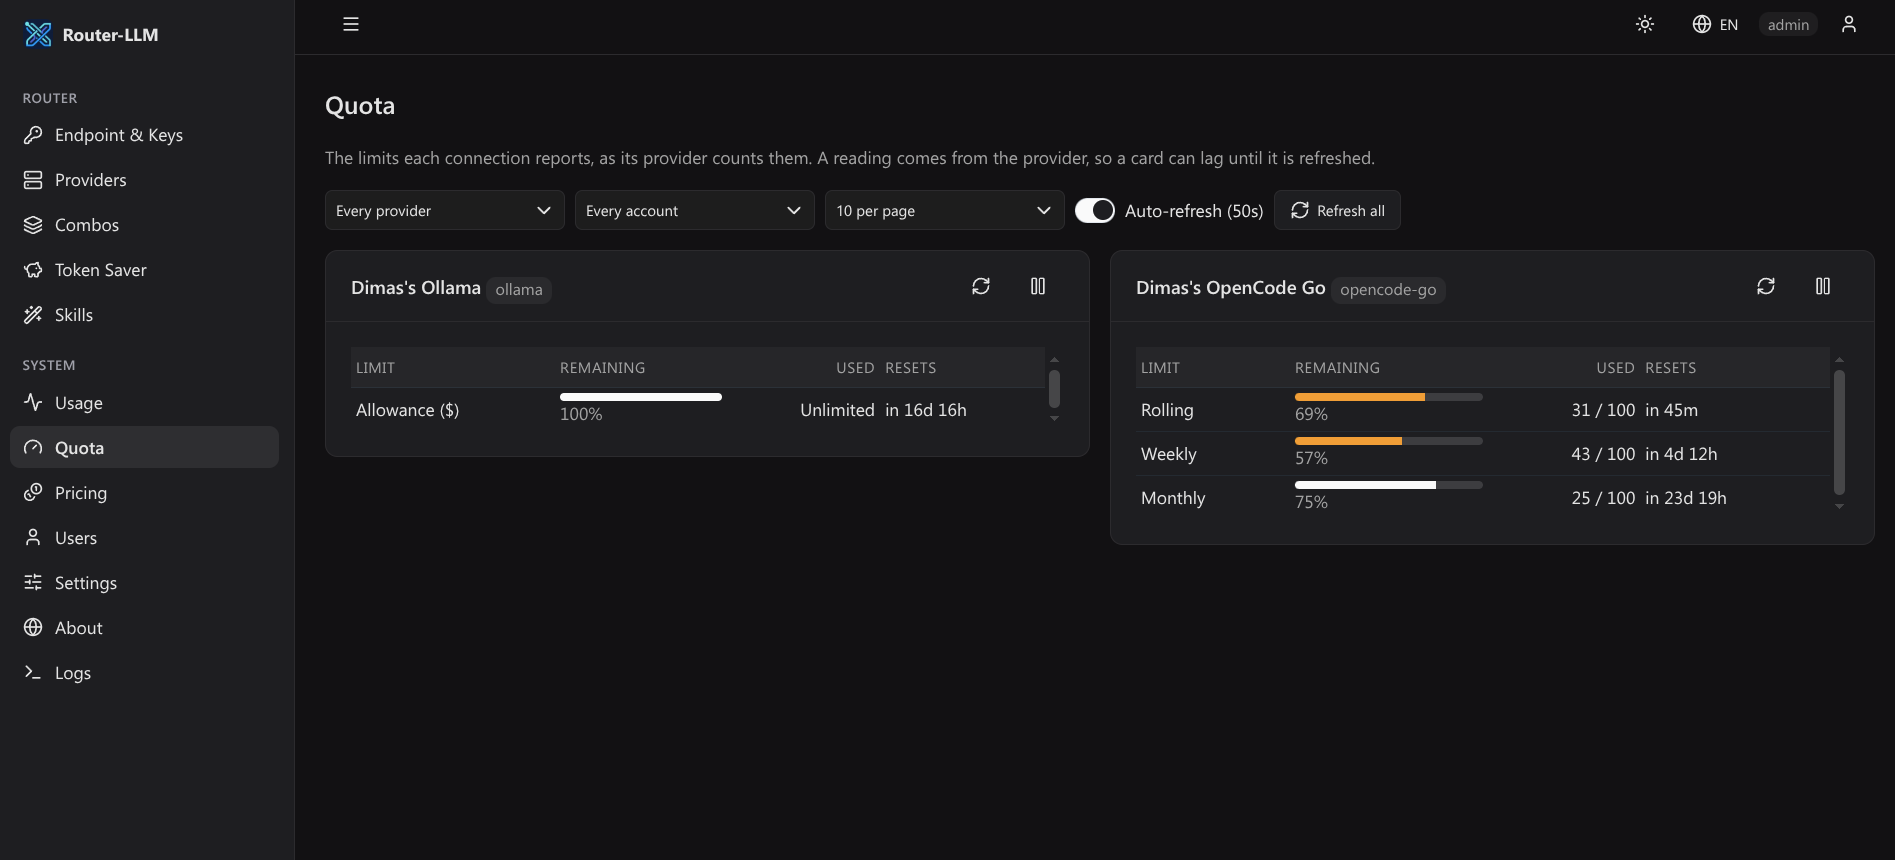 Router-LLM
EN
admin
ROUTER
Endpoint & Keys
Providers
Combos
Token Saver
Skills
SYSTEM
Usage
Quota
Pricing
Users
Settings
About
Logs
Quota
The limits each connection reports, as its provider counts them. A reading comes from the provider, so a card can lag until it is refreshed.
Every provider
Every account
10 per page
Auto-refresh (50s)
Refresh all
Dimas's Ollama ollama
LIMIT REMAINING USED RESETS
Allowance ($) 100% Unlimited in 16d 16h
Dimas's OpenCode Go opencode-go
LIMIT REMAINING USED RESETS
Rolling 69% 31 / 100 in 45m
Weekly 57% 43 / 100 in 4d 12h
Monthly 75% 25 / 100 in 23d 19h